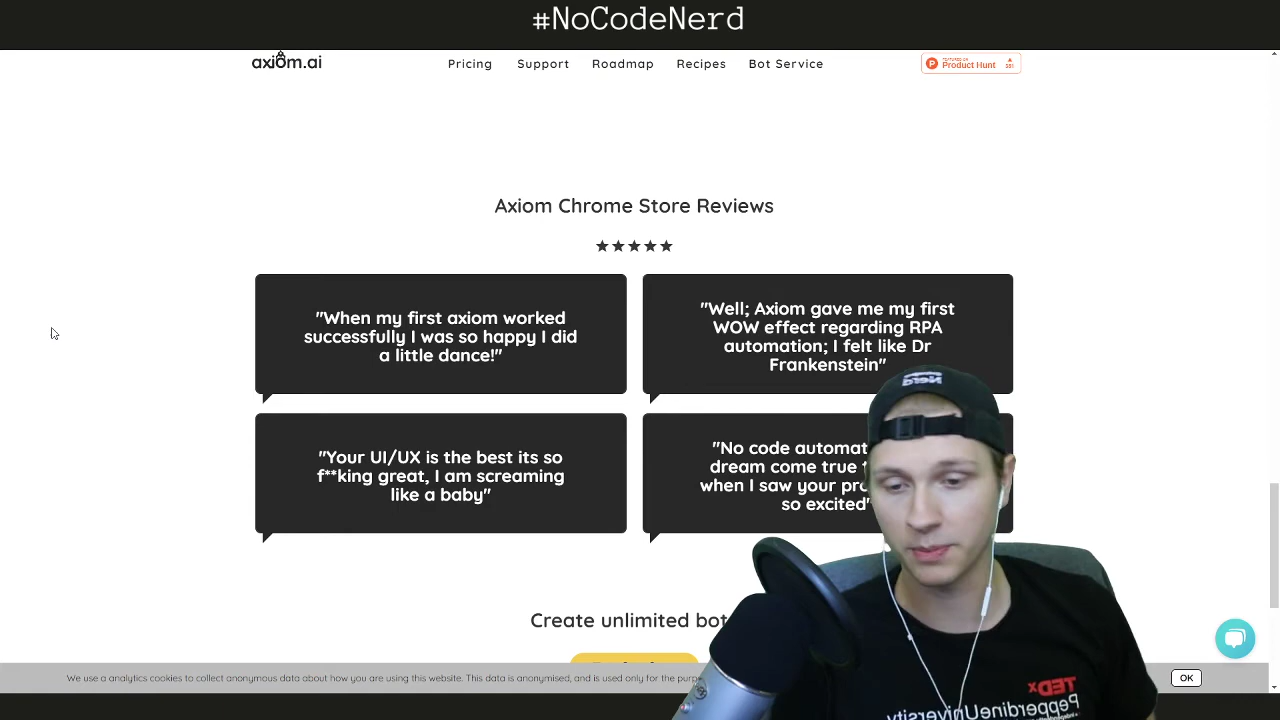 #NoCodeNerd
axiom.ai
Pricing Support Roadmap Recipes Bot Service
FEATURED ON
Product Hunt
Axiom Chrome Store Reviews
★★★★★
"When my first axiom worked
successfully I was so happy I did
a little dance!"
"Well; Axiom gave me my first
WOW effect regarding RPA
automation; I felt like Dr
Frankenstein"
"Your UI/UX is the best its so
f**king great, I am screaming
like a baby"
"No code automat
dream come true
when I saw your pro
so excited"
Create unlimited bot
We use a analytics cookies to collect anonymous data about how you are using this website. This data is anonymised, and is used only for the purp
OK
Nerd
TEDx
PepperdineUniversity